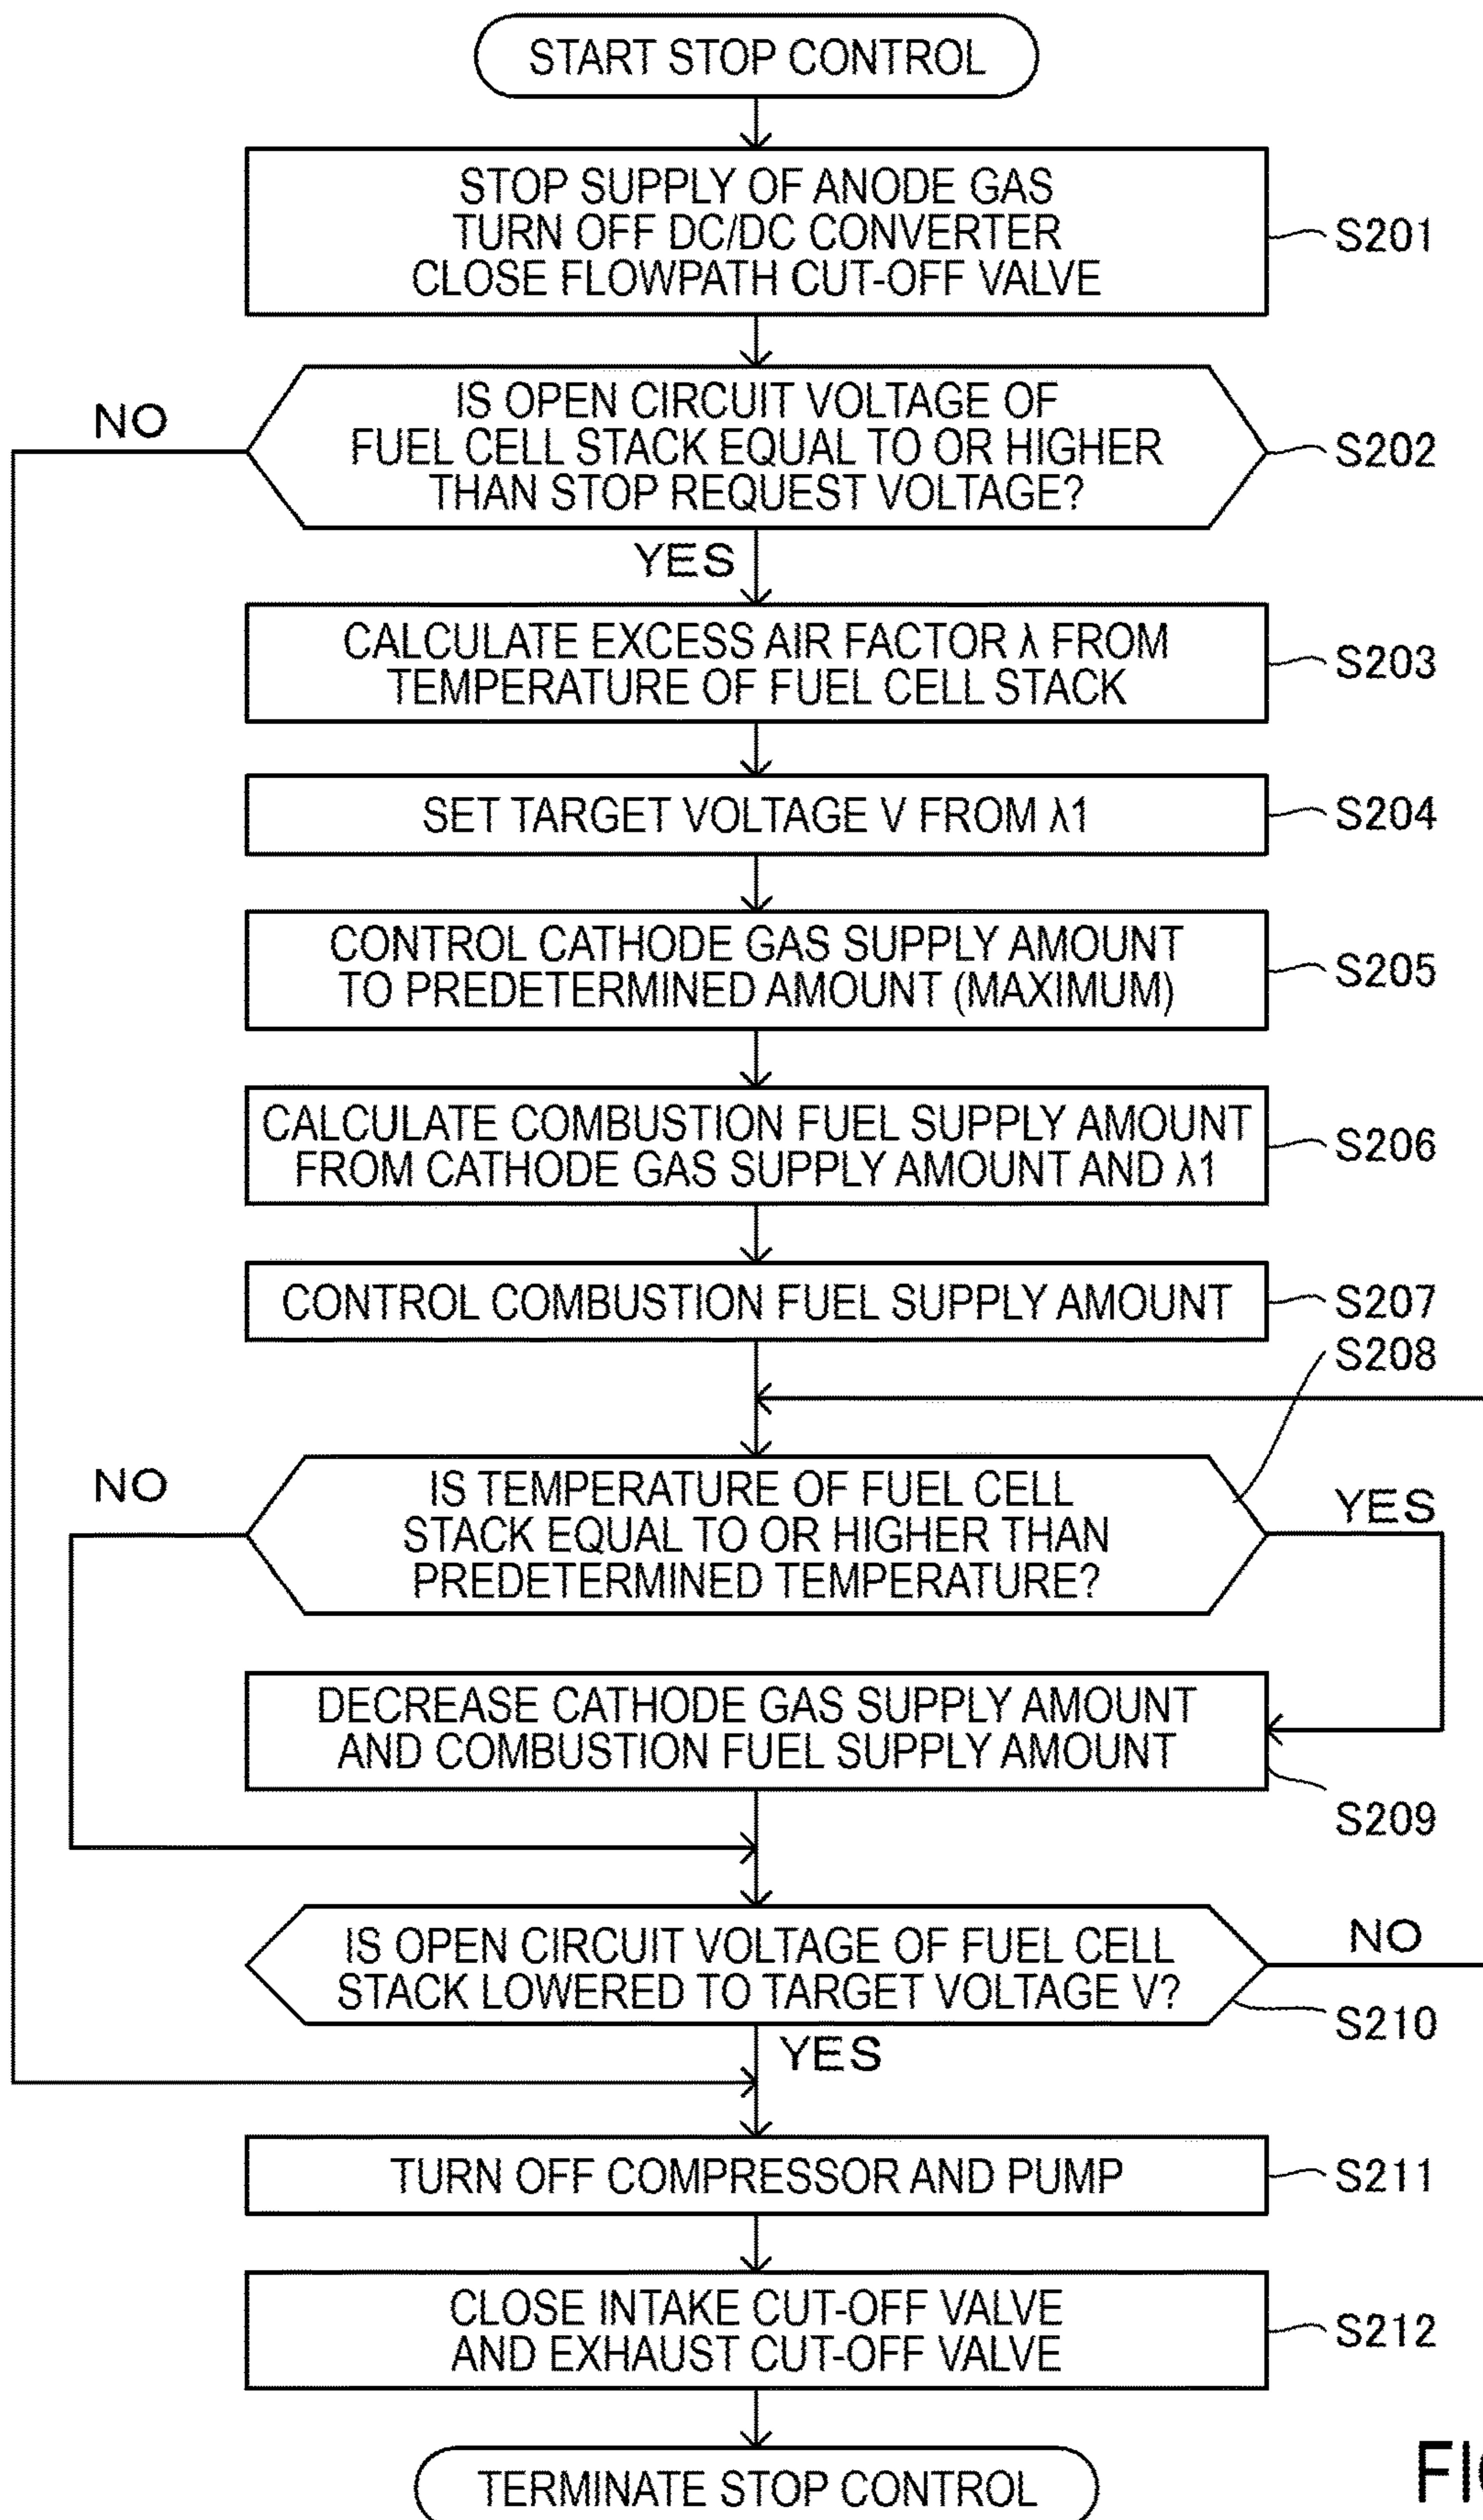 START STOP CONTROL
STOP SUPPLY OF ANODE GAS
TURN OFF DC/DC CONVERTER
CLOSE FLOWPATH CUT-OFF VALVE
S201
NO
IS OPEN CIRCUIT VOLTAGE OF
FUEL CELL STACK EQUAL TO OR HIGHER
THAN STOP REQUEST VOLTAGE?
S202
YES
CALCULATE EXCESS AIR FACTOR λ FROM
TEMPERATURE OF FUEL CELL STACK
S203
SET TARGET VOLTAGE V FROM λ1
S204
CONTROL CATHODE GAS SUPPLY AMOUNT
TO PREDETERMINED AMOUNT (MAXIMUM)
S205
CALCULATE COMBUSTION FUEL SUPPLY AMOUNT
FROM CATHODE GAS SUPPLY AMOUNT AND λ1
S206
CONTROL COMBUSTION FUEL SUPPLY AMOUNT
S207
S208
NO
IS TEMPERATURE OF FUEL CELL
STACK EQUAL TO OR HIGHER THAN
PREDETERMINED TEMPERATURE?
YES
DECREASE CATHODE GAS SUPPLY AMOUNT
AND COMBUSTION FUEL SUPPLY AMOUNT
S209
IS OPEN CIRCUIT VOLTAGE OF FUEL CELL
STACK LOWERED TO TARGET VOLTAGE V?
NO
S210
YES
TURN OFF COMPRESSOR AND PUMP
S211
CLOSE INTAKE CUT-OFF VALVE
AND EXHAUST CUT-OFF VALVE
S212
TERMINATE STOP CONTROL